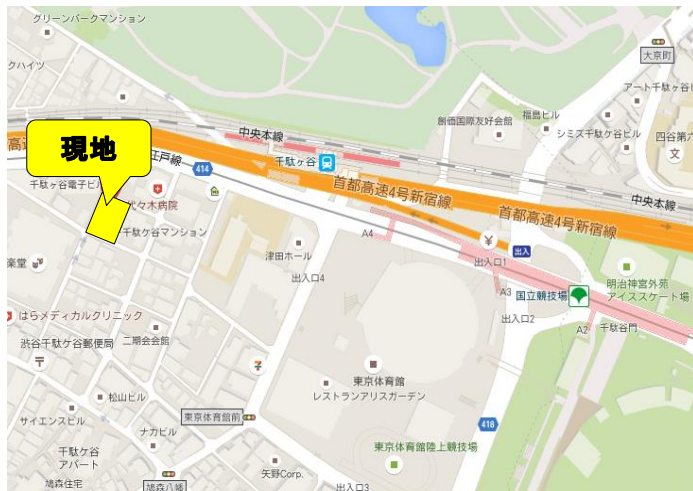 グリーンパークマンション
大京町
クハイツ
アート千駄ヶ谷ビ
中央本線
福島ビル
創価国際友好会館
シミズ千駄ケ谷ビル
四谷第六
文
高速
現地
江戸線
414
千駄ヶ谷
首都高速4号新宿線
首都高速4号新宿線
中央本線
千駄ケ谷電子ビル
代々木病院
千駄ケ谷マンション
A4
津田ホール
出入口4
出入口1
出入
A3
国立競技場
出入口2
明治神宮外苑
アイススケート場
千駄谷門
A2
楽堂
はらメディカルクリニック
渋谷千駄ケ谷郵便局
二期会会館
東京体育館
レストランアリスガーデン
松山ビル
サイエンスビル
ナカビル
東京体育館前
418
東京体育館陸上競技場
千駄ケ谷
アパート
鳩森住宅
鳩森八幡
矢野Corp.
出入口3